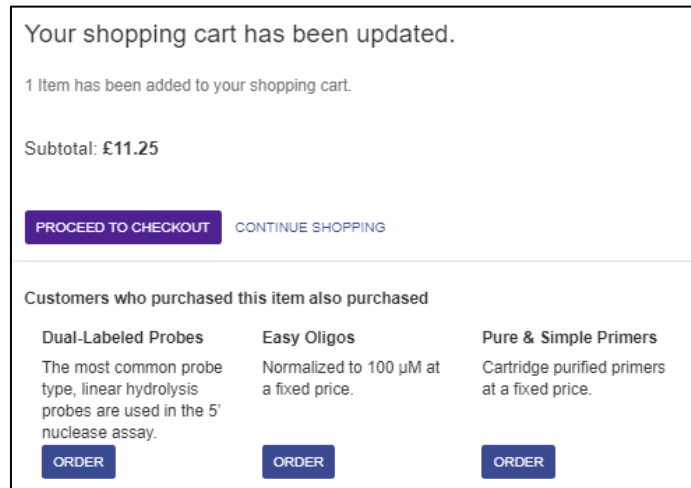 Your shopping cart has been updated.
1 Item has been added to your shopping cart.
Subtotal: £11.25
PROCEED TO CHECKOUT CONTINUE SHOPPING
Customers who purchased this item also purchased
Dual-Labeled Probes
The most common probe
type, linear hydrolysis
probes are used in the 5'
nuclease assay.
ORDER
Easy Oligos
Normalized to 100 µM at
a fixed price.
ORDER
Pure & Simple Primers
Cartridge purified primers
at a fixed price.
ORDER